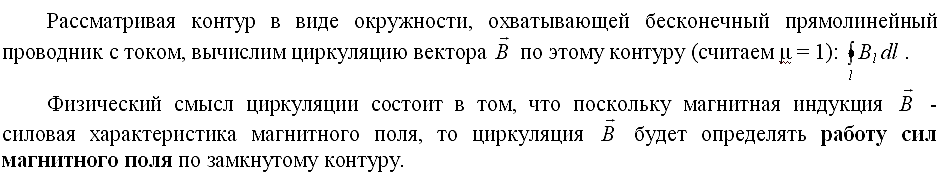 Рассматривая контур в виде окружности, охватывающей бесконечный прямолинейный
проводник с током, вычислим циркуляцию вектора $\vec{B}$ по этому контуру (считаем μ = 1): $\oint_l B_l \, dl$ .
Физический смысл циркуляции состоит в том, что поскольку магнитная индукция $\vec{B}$ -
силовая характеристика магнитного поля, то циркуляция $\vec{B}$ будет определять работу сил
магнитного поля по замкнутому контуру.